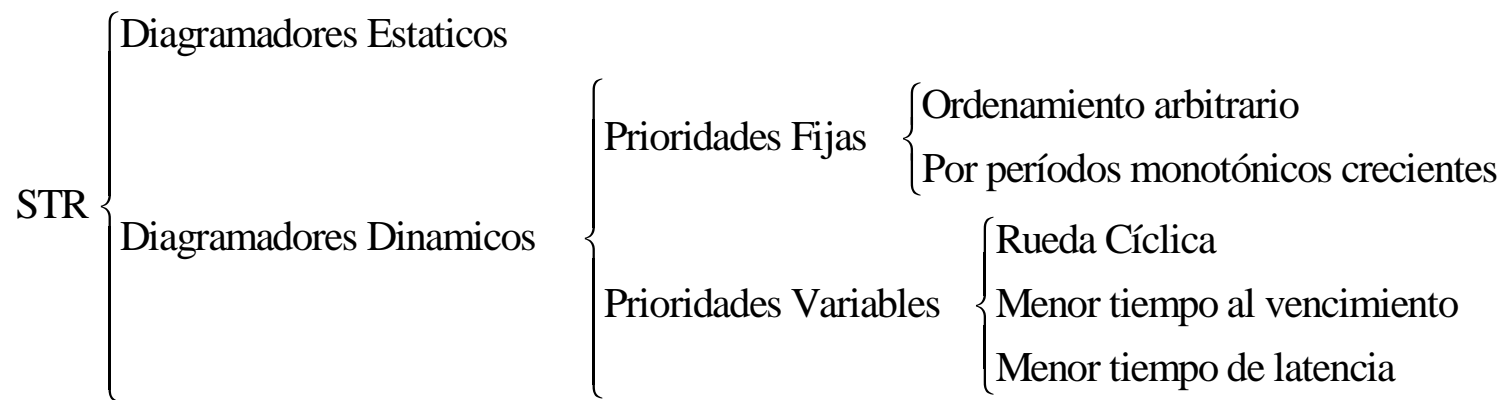 STR
Diagramadores Estaticos
Diagramadores Dinamicos
Prioridades Fijas
Ordenamiento arbitrario
Por períodos monotónicos crecientes
Prioridades Variables
Rueda Cíclica
Menor tiempo al vencimiento
Menor tiempo de latencia